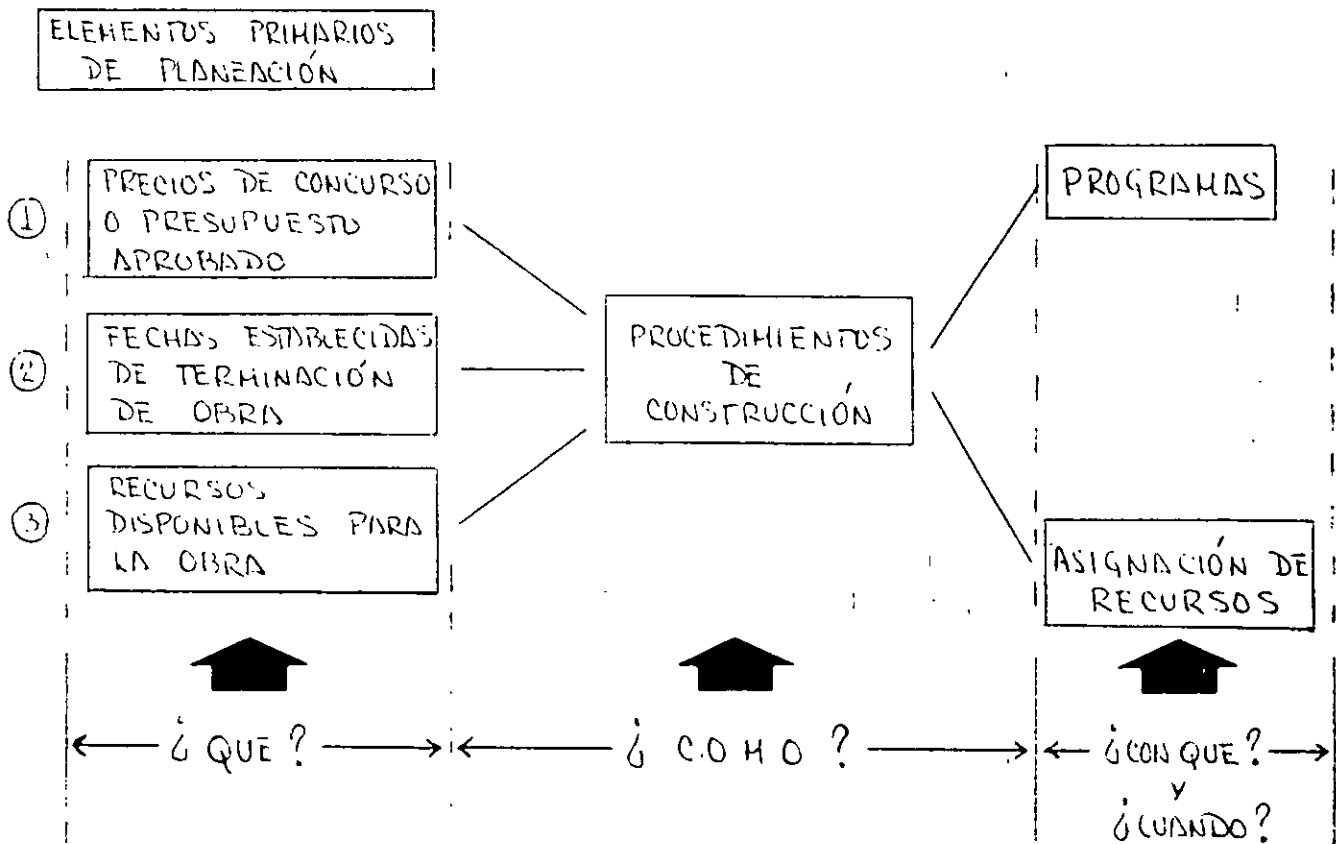 ELEMENTOS PRIMARIOS
DE PLANEACIÓN
1
PRECIOS DE CONCURSO
O PRESUPUESTO
APROBADO
2
FECHAS ESTABLECIDAS
DE TERMINACIÓN
DE OBRA
3
RECURSOS
DISPONIBLES PARA
LA OBRA
PROCEDIMIENTOS
DE
CONSTRUCCIÓN
PROGRAMAS
ASIGNACIÓN DE
RECURSOS
¿QUE?
¿COMO?
¿CON QUE?
Y
¿CUANDO?